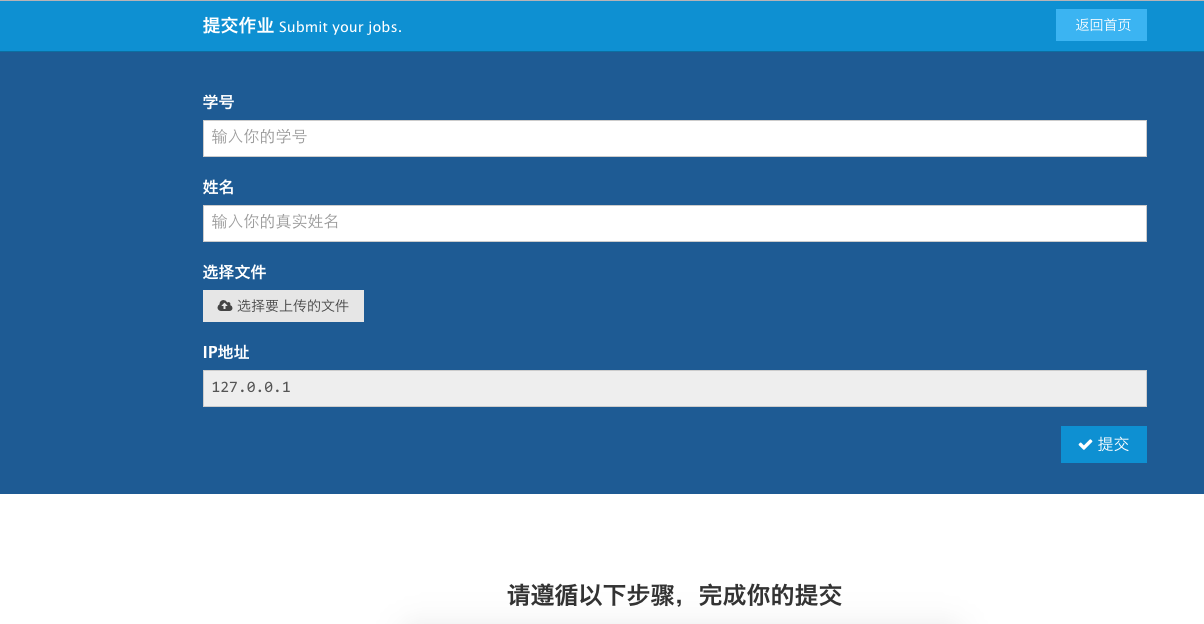 提交作业 Submit your jobs.
返回首页
学号
输入你的学号
姓名
输入你的真实姓名
选择文件
选择要上传的文件
IP地址
127.0.0.1
提交
请遵循以下步骤，完成你的提交